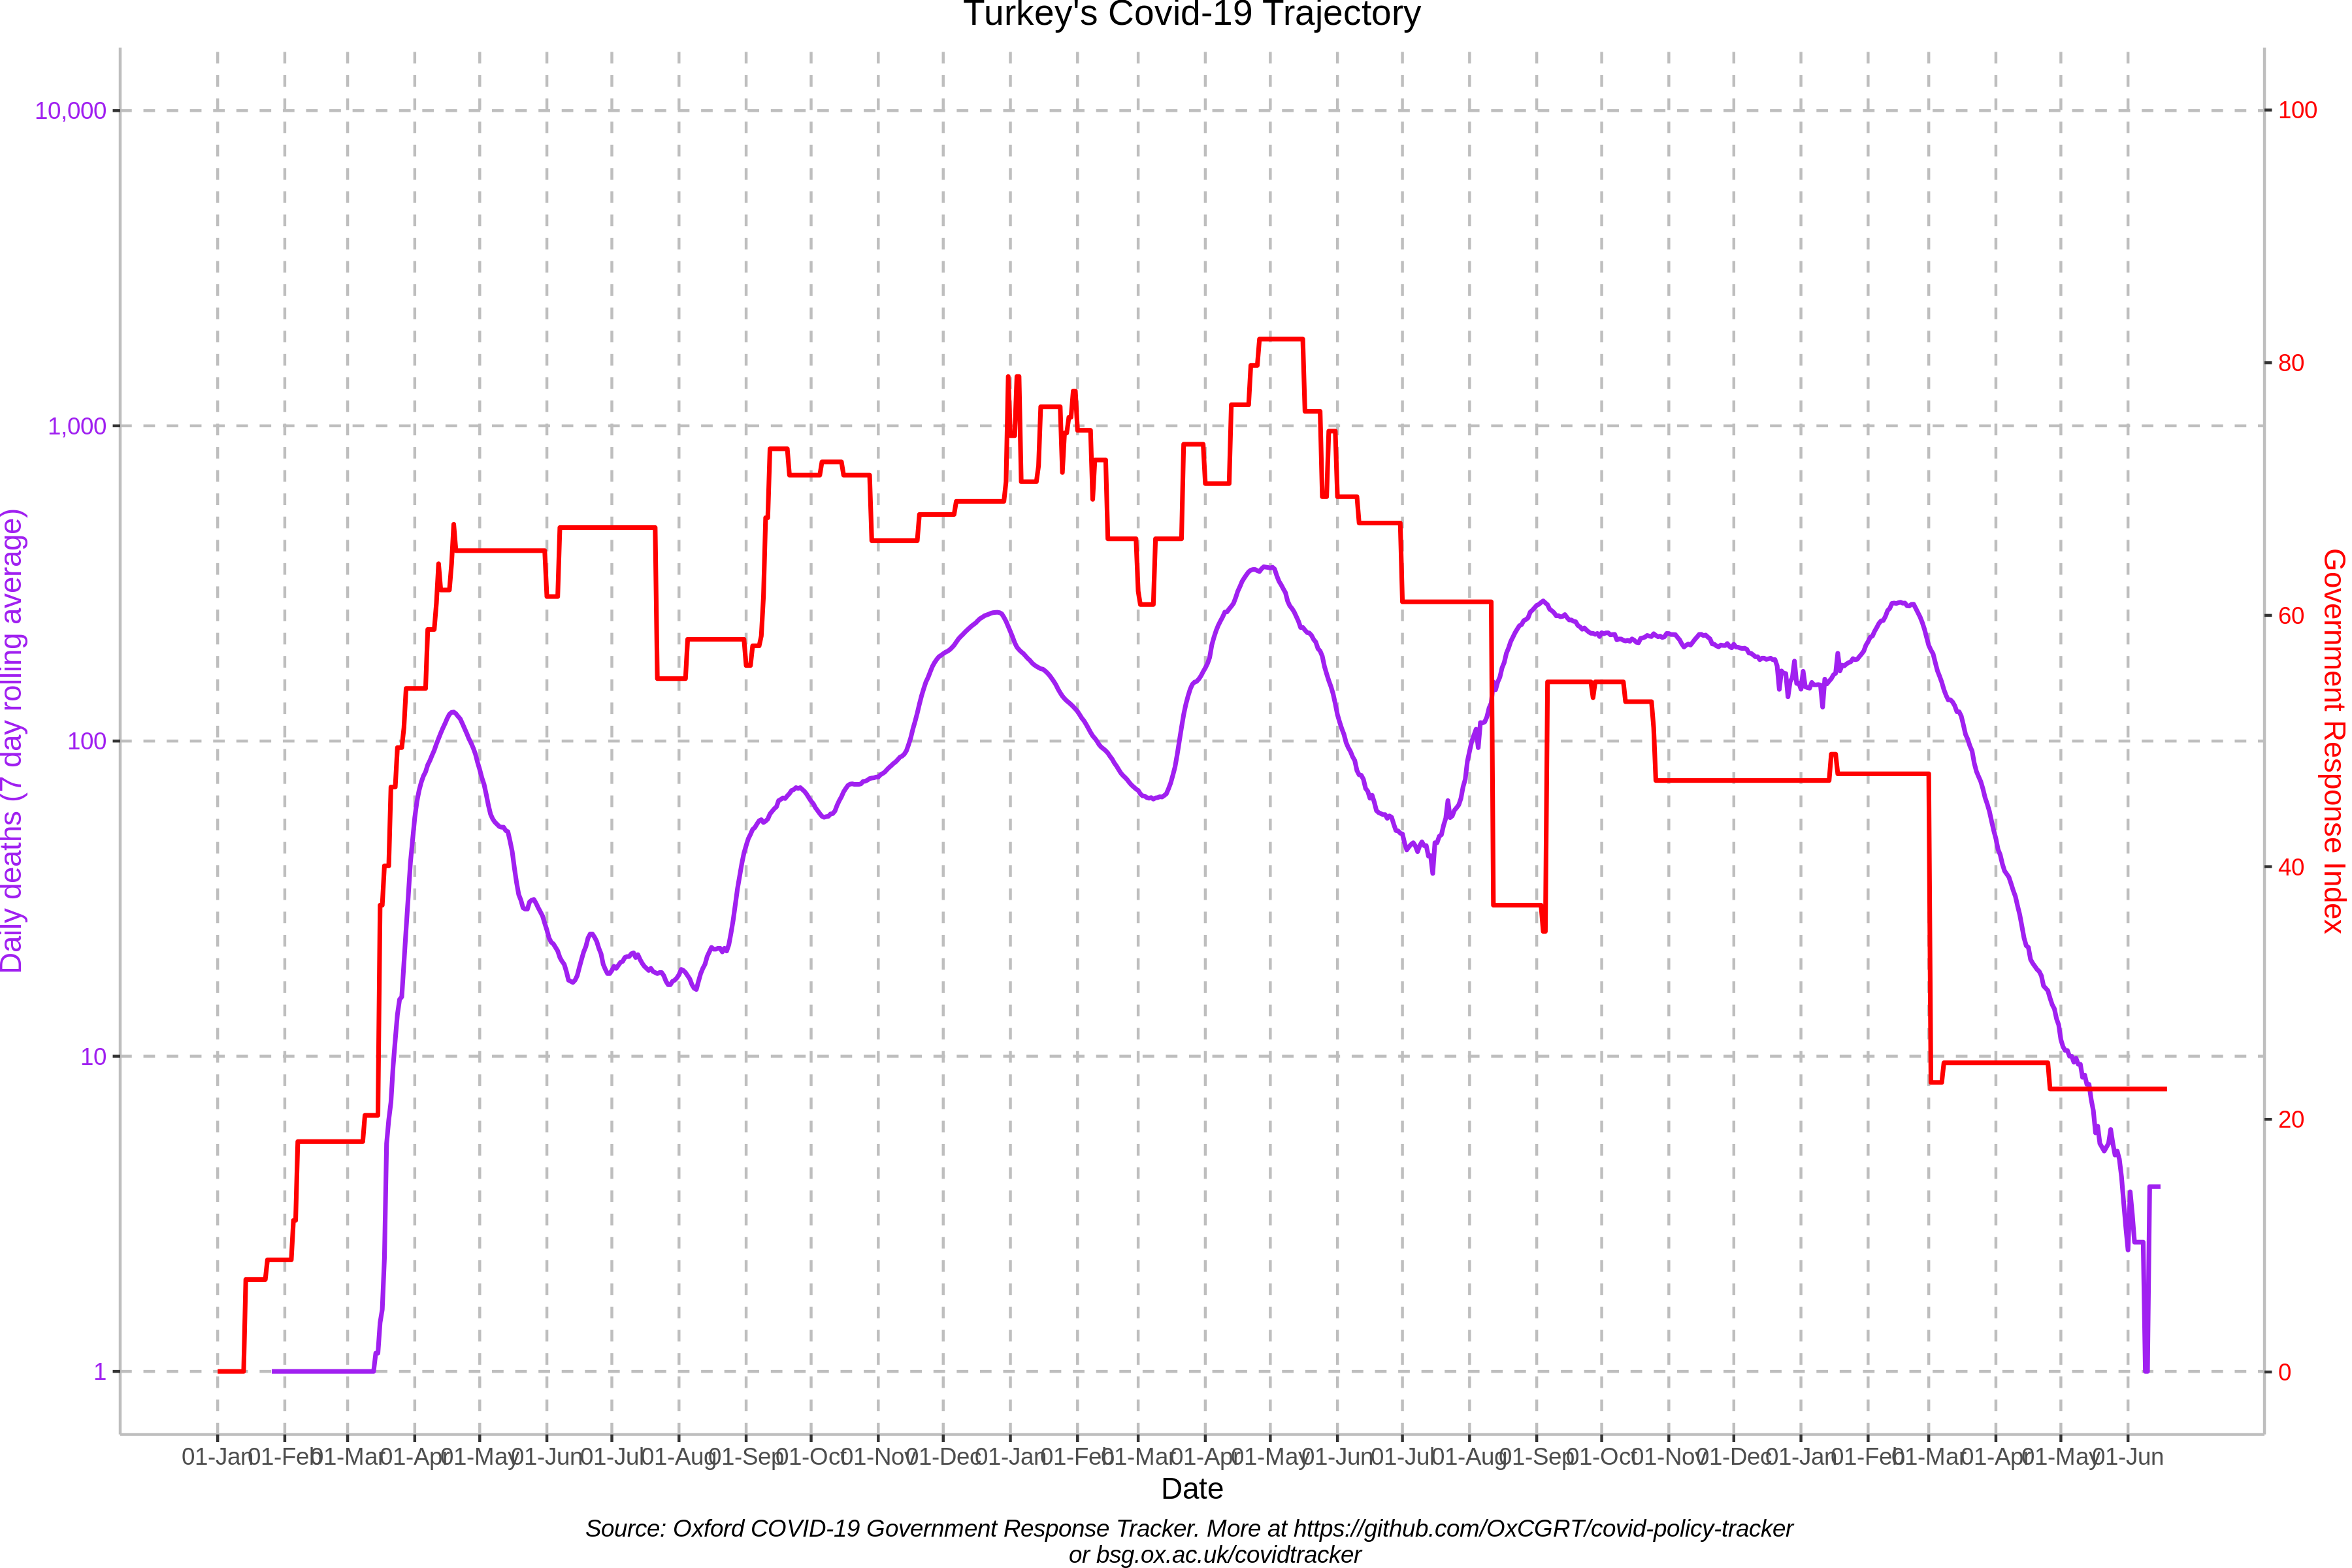 Turkey's Covid-19 Trajectory
10,000
1,000
100
10
1
Daily deaths (7 day rolling average)
100
80
60
40
20
0
Government Response Index
01-Jan 01-Feb 01-Mar 01-Apr 01-May 01-Jun 01-Jul 01-Aug 01-Sep 01-Oct 01-Nov 01-Dec 01-Jan 01-Feb 01-Mar 01-Apr 01-May 01-Jun 01-Jul 01-Aug 01-Sep 01-Oct 01-Nov 01-Dec 01-Jan 01-Feb 01-Mar 01-Apr 01-May 01-Jun
Date
Source: Oxford COVID-19 Government Response Tracker. More at https://github.com/OxCGRT/covid-policy-tracker
or bsg.ox.ac.uk/covidtracker